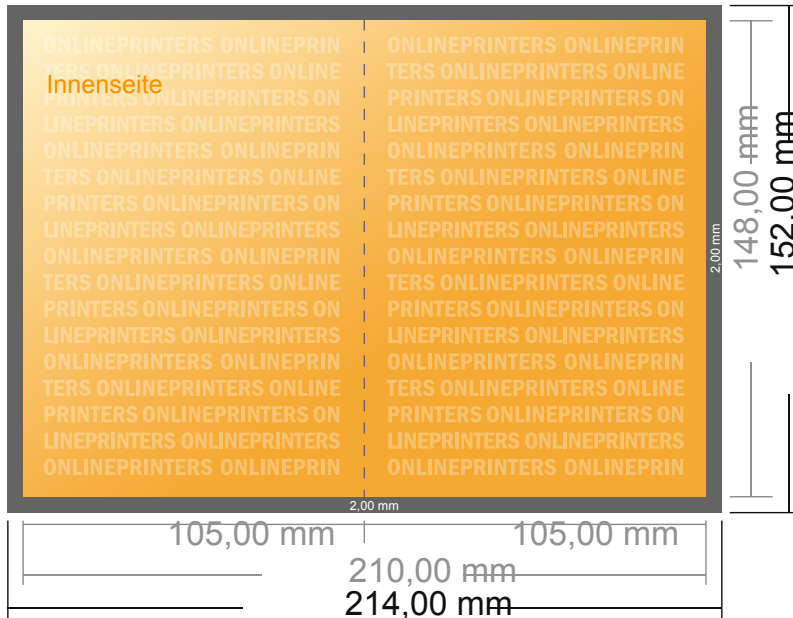 ONLINEPRINTERS ONLINEPRIN
TERS ONLINEPRINTERS ONLINE
Innenseite
PRINTERS ONLINEPRINTERS ON
LINEPRINTERS ONLINEPRINTERS
ONLINEPRINTERS ONLINEPRIN
TERS ONLINEPRINTERS ONLINE
PRINTERS ONLINEPRINTERS ON
LINEPRINTERS ONLINEPRINTERS
ONLINEPRINTERS ONLINEPRIN
TERS ONLINEPRINTERS ONLINE
PRINTERS ONLINEPRINTERS ON
LINEPRINTERS ONLINEPRINTERS
ONLINEPRINTERS ONLINEPRIN
TERS ONLINEPRINTERS ONLINE
PRINTERS ONLINEPRINTERS ON
LINEPRINTERS ONLINEPRINTERS
ONLINEPRINTERS ONLINEPRIN
ONLINEPRINTERS ONLINEPRIN
TERS ONLINEPRINTERS ONLINE
PRINTERS ONLINEPRINTERS ON
LINEPRINTERS ONLINEPRINTERS
ONLINEPRINTERS ONLINEPRIN
TERS ONLINEPRINTERS ONLINE
PRINTERS ONLINEPRINTERS ON
LINEPRINTERS ONLINEPRINTERS
ONLINEPRINTERS ONLINEPRIN
TERS ONLINEPRINTERS ONLINE
PRINTERS ONLINEPRINTERS ON
LINEPRINTERS ONLINEPRINTERS
ONLINEPRINTERS ONLINEPRIN
TERS ONLINEPRINTERS ONLINE
PRINTERS ONLINEPRINTERS ON
LINEPRINTERS ONLINEPRINTERS
ONLINEPRINTERS ONLINEPRIN
2,00 mm
148,00 mm
152,00 mm
2,00 mm
105,00 mm
105,00 mm
210,00 mm
214,00 mm